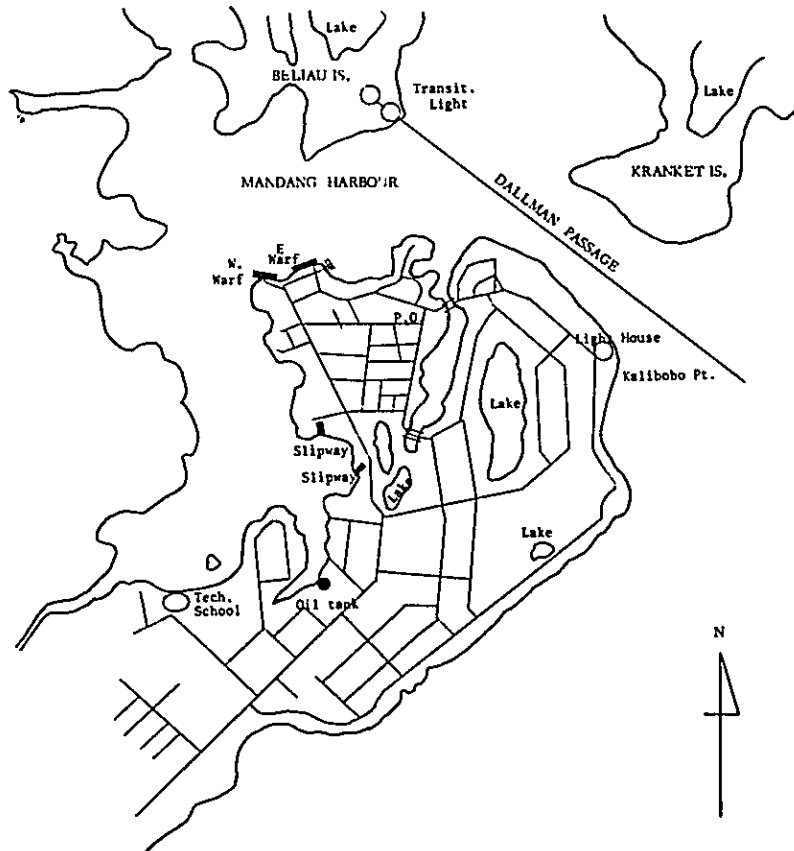 Lake
BELIAU IS.
Transit.
Light
Lake
KRANKET IS.
MANDANG HARBOUR
DALLMAN PASSAGE
E
Warf
W.
Warf
P.O
Light House
Kalibobo Pt.
Lake
Slipway
Slipway
Lake
Lake
Tech.
School
Oil tank
N